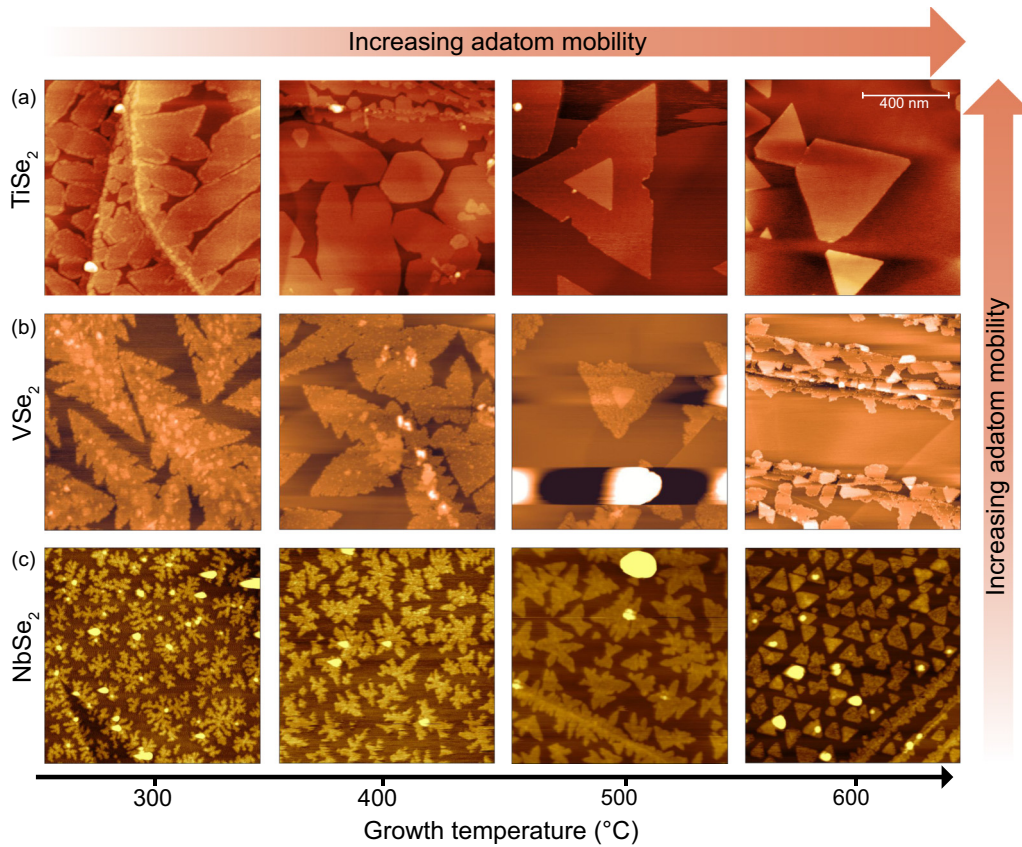 Increasing adatom mobility
(a)
TiSe2
400 nm
(b)
VSe2
(c)
NbSe2
Increasing adatom mobility
300
400
500
600
Growth temperature (°C)